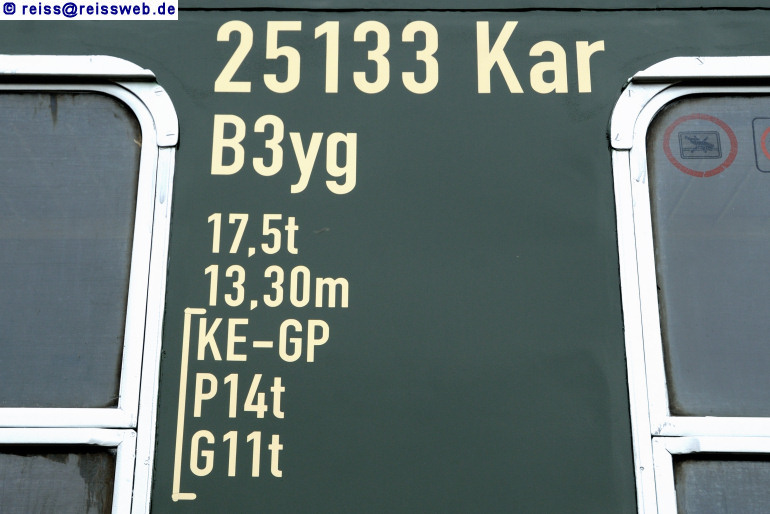 © reiss@reissweb.de
25133 Kar
B3yg
17,5t
13,30m
KE-GP
P14t
G11t